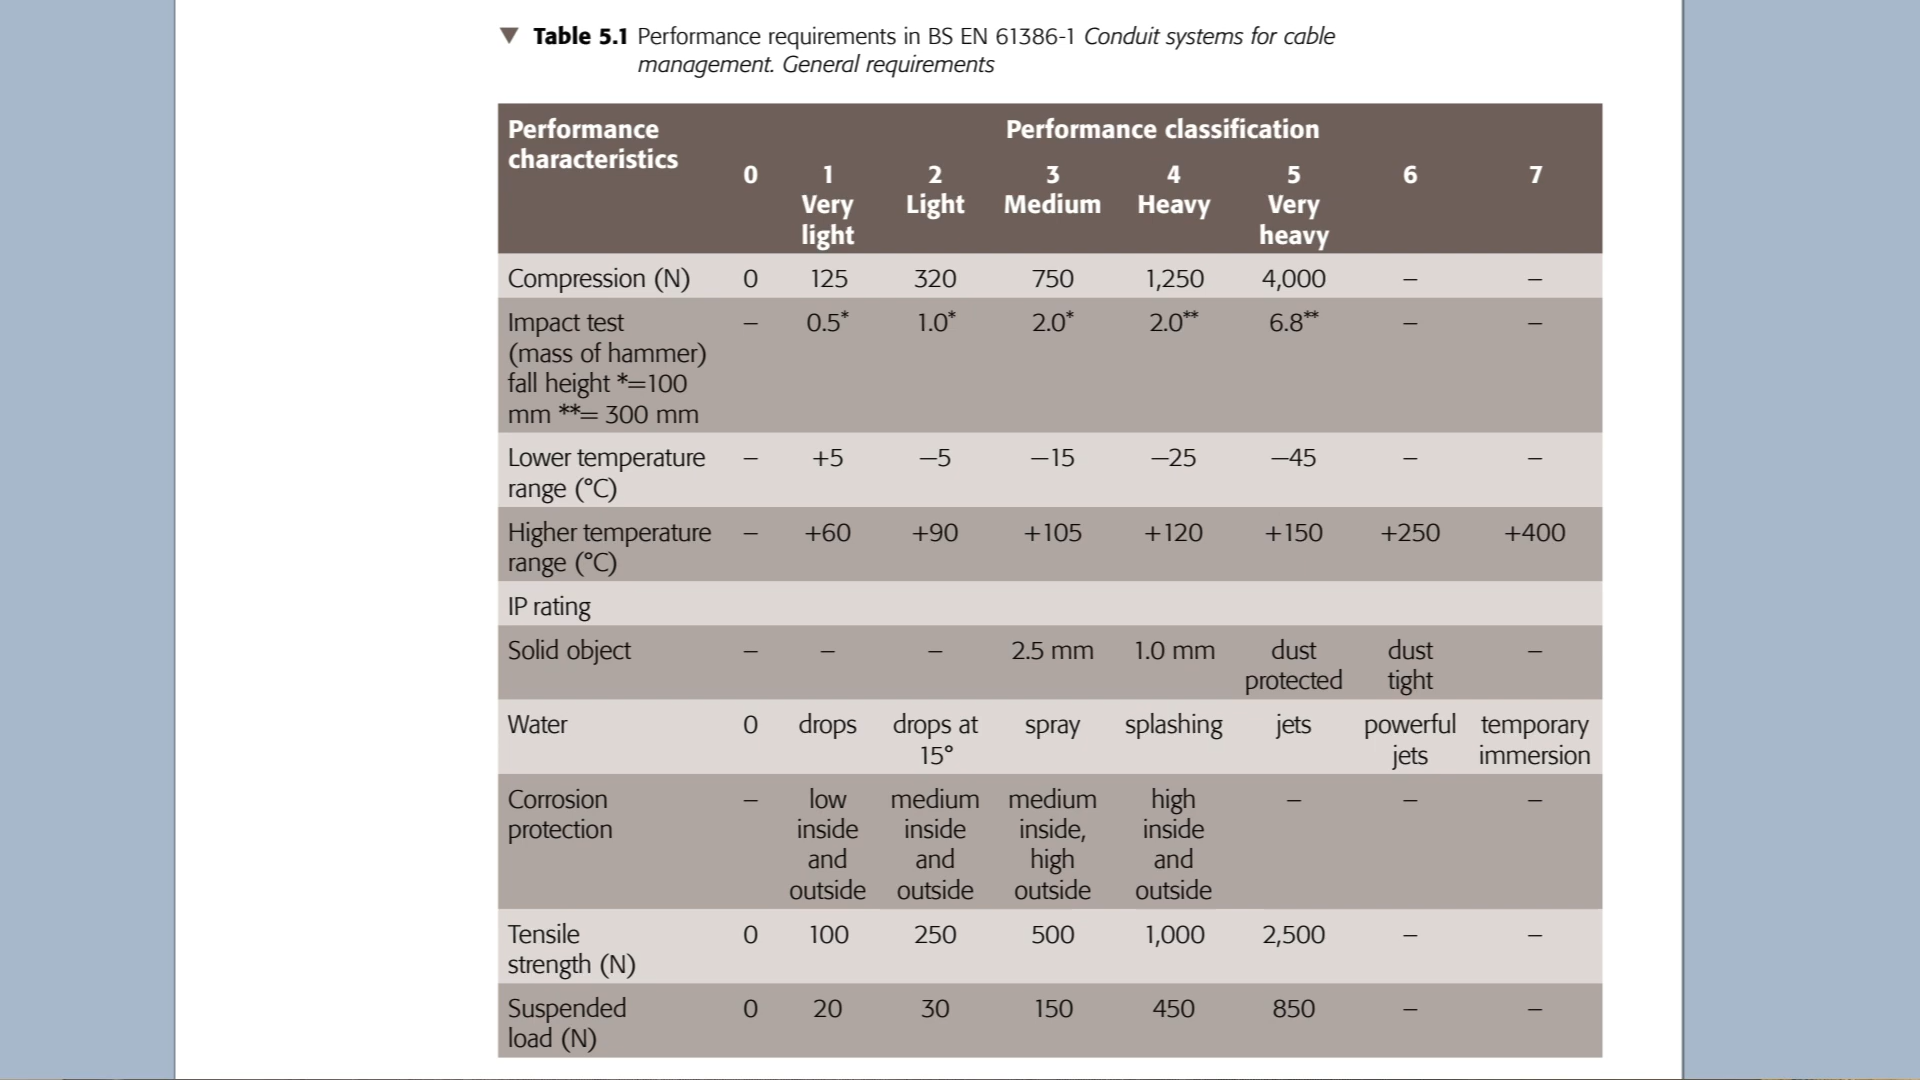 ▼ Table 5.1 Performance requirements in BS EN 61386-1 Conduit systems for cable
management. General requirements
Performance characteristics Performance classification
0 1 Very light 2 Light 3 Medium 4 Heavy 5 Very heavy 6 7
Compression (N) 0 125 320 750 1,250 4,000 – –
Impact test (mass of hammer) fall height *=100 mm **= 300 mm – 0.5* 1.0* 2.0* 2.0** 6.8** – –
Lower temperature range (°C) – +5 –5 –15 –25 –45 – –
Higher temperature range (°C) – +60 +90 +105 +120 +150 +250 +400
IP rating
Solid object – – – 2.5 mm 1.0 mm dust protected dust tight –
Water 0 drops drops at 15° spray splashing jets powerful jets temporary immersion
Corrosion protection – low inside and outside medium inside and outside medium inside, high outside high inside and outside – – –
Tensile strength (N) 0 100 250 500 1,000 2,500 – –
Suspended load (N) 0 20 30 150 450 850 – –